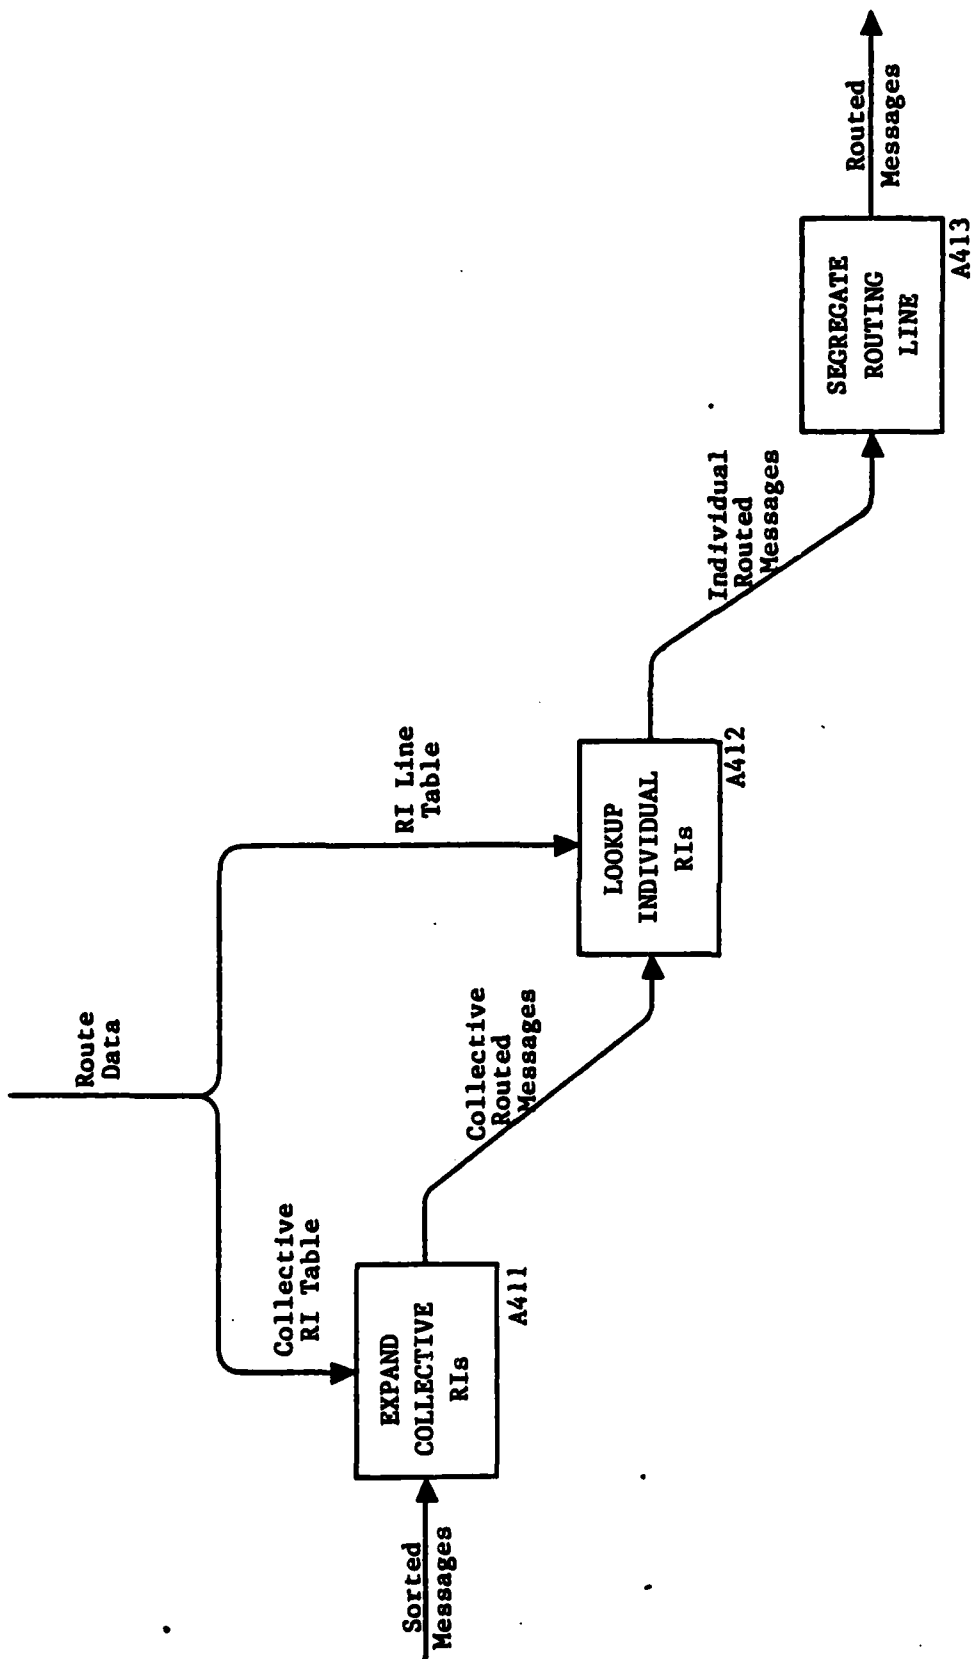 Route
Data
Collective
RI Table
RI Line
Table
Sorted
Messages
EXPAND
COLLECTIVE
RIs
A411
Collective
Routed
Messages
LOOKUP
INDIVIDUAL
RIs
A412
Individual
Routed
Messages
SEGREGATE
ROUTING
LINE
A413
Routed
Messages